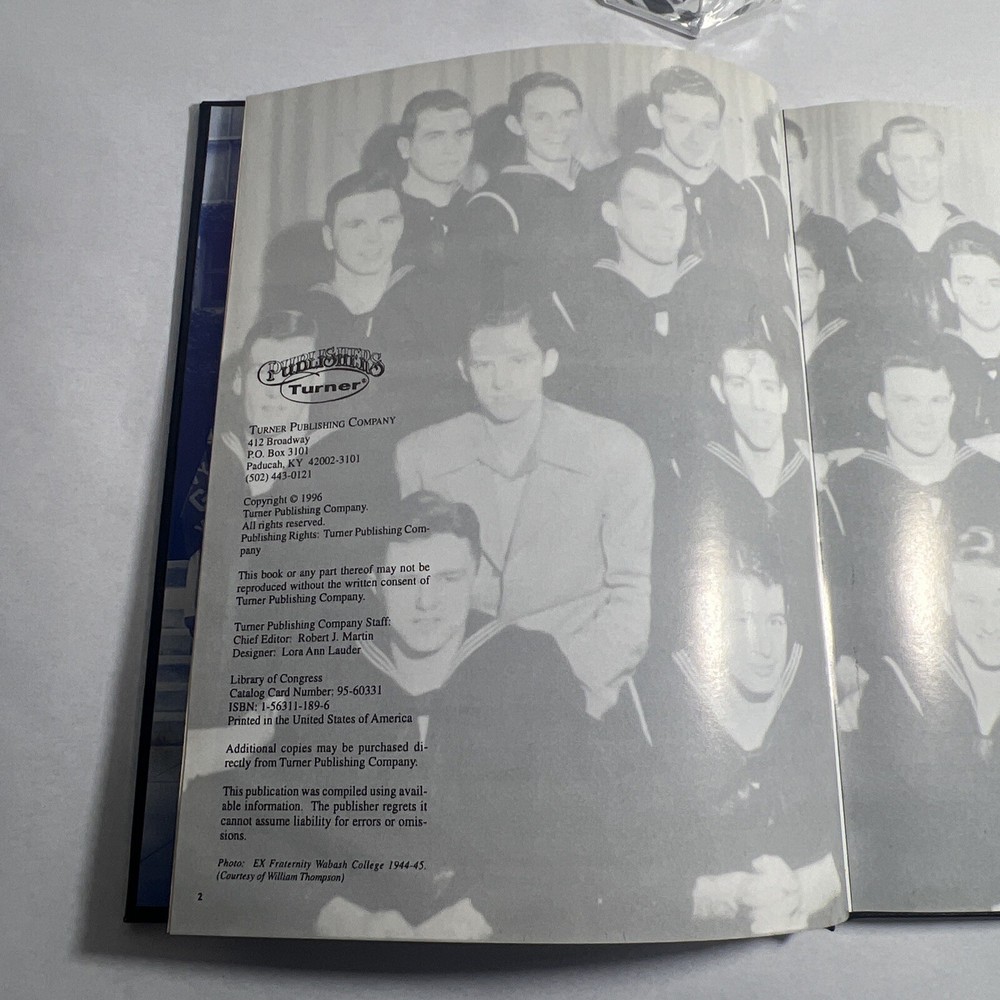 PUBLISHERS
Turner®
TURNER PUBLISHING COMPANY
412 Broadway
P.O. Box 3101
Paducah, KY 42002-3101
(502) 443-0121
Copyright © 1996
Turner Publishing Company.
All rights reserved.
Publishing Rights: Turner Publishing Com-
pany
This book or any part thereof may not be
reproduced without the written consent of
Turner Publishing Company.
Turner Publishing Company Staff:
Chief Editor: Robert J. Martin
Designer: Lora Ann Lauder
Library of Congress
Catalog Card Number: 95-60331
ISBN: 1-56311-189-6
Printed in the United States of America
Additional copies may be purchased di-
rectly from Turner Publishing Company.
This publication was compiled using avail-
able information. The publisher regrets it
cannot assume liability for errors or omis-
sions.
Photo: EX Fraternity Wabash College 1944-45.
(Courtesy of William Thompson)
2